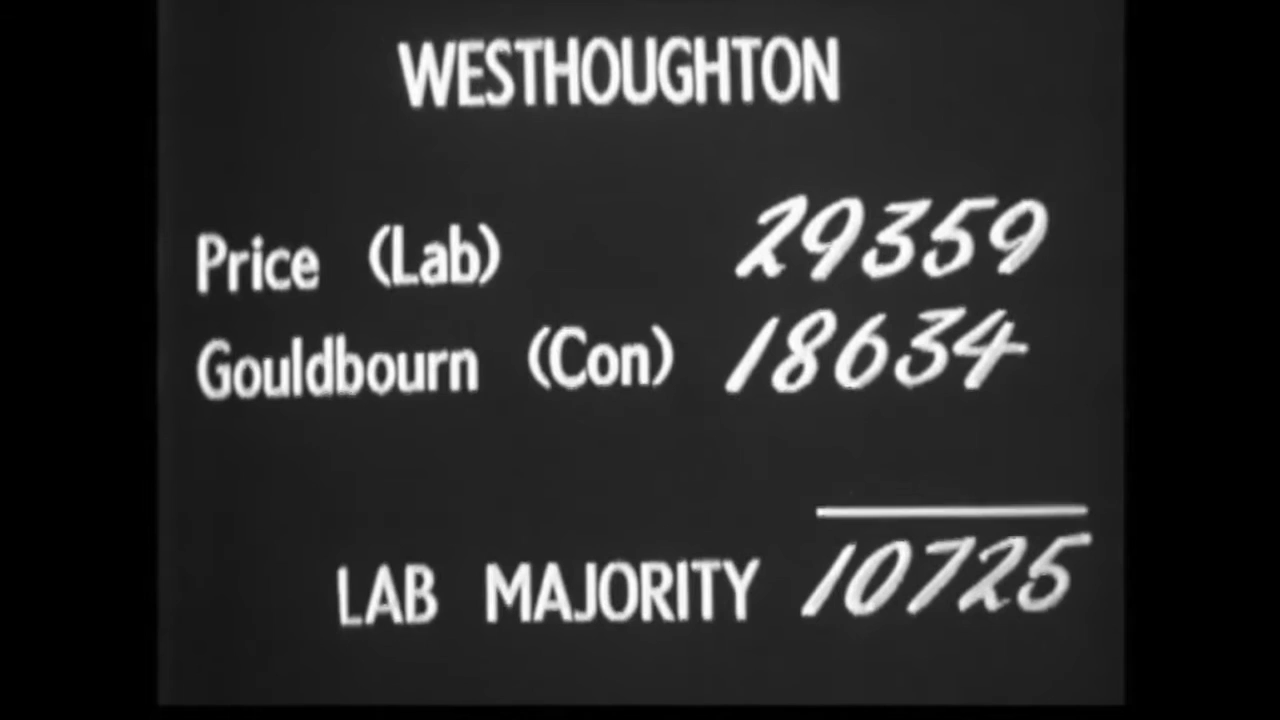 WESTHOUGHTON
Price (Lab) 29359
Gouldbourn (Con) 18634
LAB MAJORITY 10725